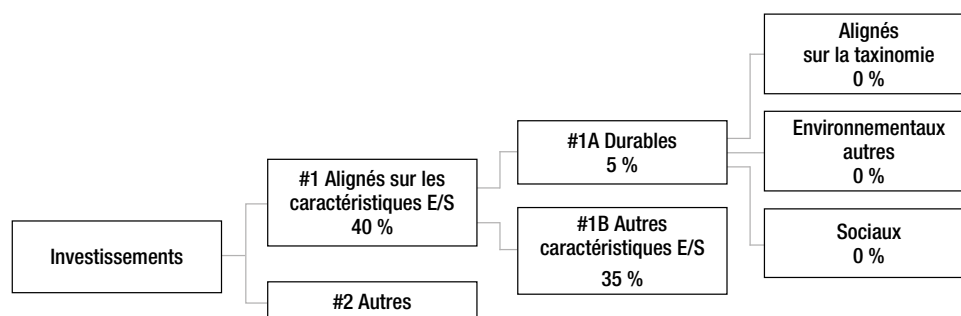 Alignés
sur la taxinomie
0 %
#1A Durables
5 %
Environnementaux
autres
0 %
#1 Alignés sur les
caractéristiques E/S
40 %
#1B Autres
caractéristiques E/S
35 %
Sociaux
0 %
Investissements
#2 Autres